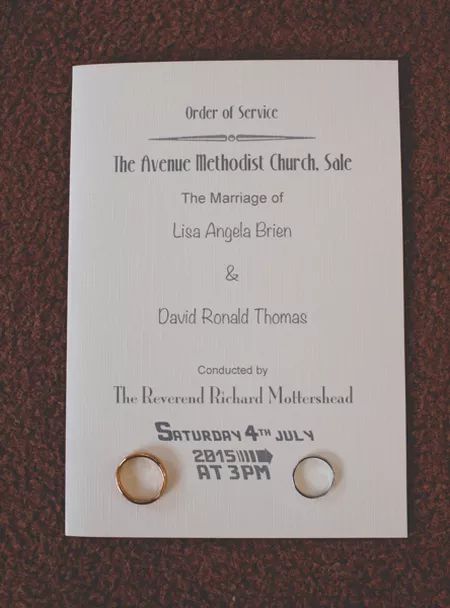 Order of Service
The Avenue Methodist Church, Sale
The Marriage of
Lisa Angela Brien
&
David Ronald Thomas
Conducted by
The Reverend Richard Mottershead
Saturday 4th July
2015
at 3pm